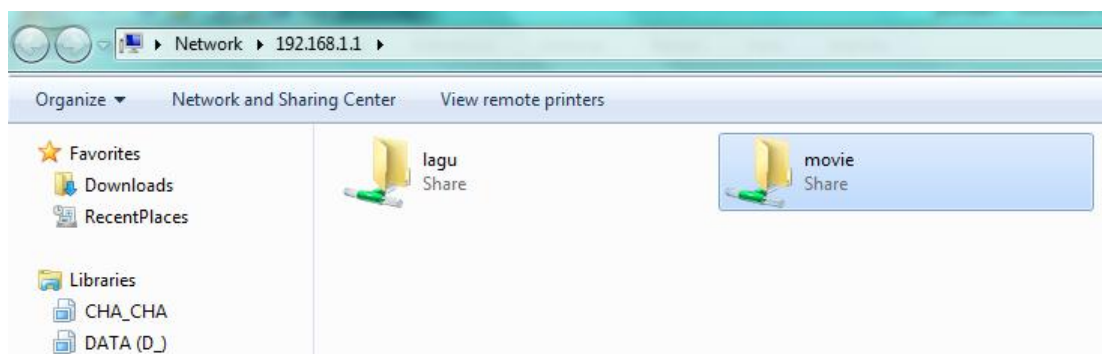 Network 192.168.1.1
Organize Network and Sharing Center View remote printers
Favorites
Downloads
RecentPlaces
Libraries
CHA_CHA
DATA (D_)
lagu
Share
movie
Share